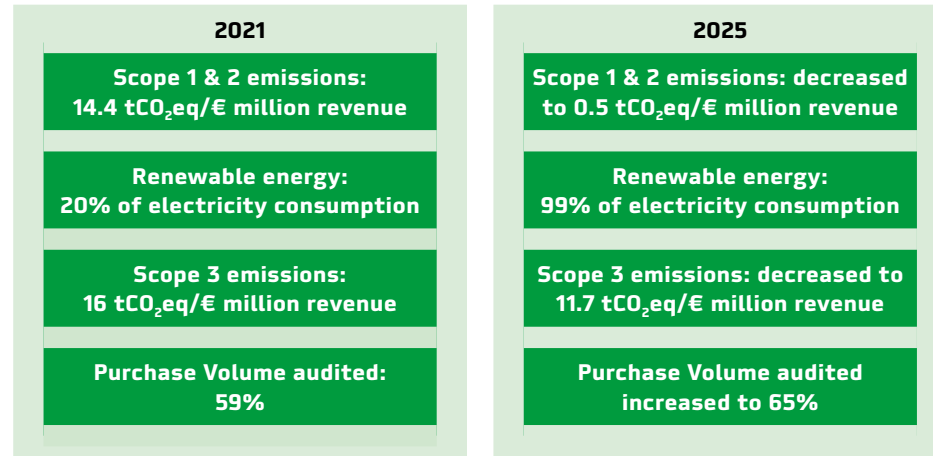 2021
Scope 1 & 2 emissions:
14.4 tCO₂eq/€ million revenue
Renewable energy:
20% of electricity consumption
Scope 3 emissions:
16 tCO₂eq/€ million revenue
Purchase Volume audited:
59%
2025
Scope 1 & 2 emissions: decreased
to 0.5 tCO₂eq/€ million revenue
Renewable energy:
99% of electricity consumption
Scope 3 emissions: decreased to
11.7 tCO₂eq/€ million revenue
Purchase Volume audited
increased to 65%